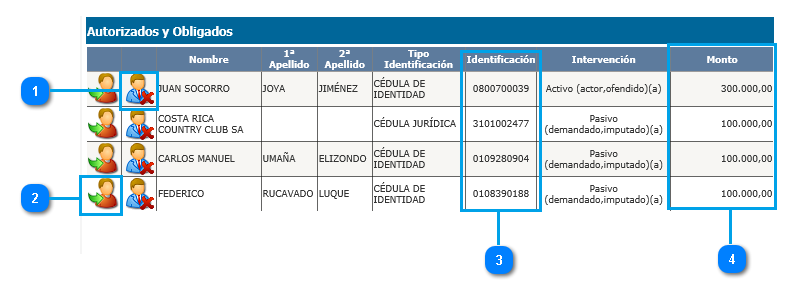 Autorizados y Obligados
Nombre 1ª Apellido 2ª Apellido Tipo Identificación Identificación Intervención Monto
1 JUAN SOCORRO JOYA JIMÉNEZ CÉDULA DE IDENTIDAD 0800700039 Activo (actor,ofendido)(a) 300.000,00
COSTA RICA COUNTRY CLUB SA CÉDULA JURÍDICA 3101002477 Pasivo (demandado,imputado)(a) 100.000,00
CARLOS MANUEL UMAÑA ELIZONDO CÉDULA DE IDENTIDAD 0109280904 Pasivo (demandado,imputado)(a) 100.000,00
2 FEDERICO RUCAVADO LUQUE CÉDULA DE IDENTIDAD 0108390188 Pasivo (demandado,imputado)(a) 100.000,00
3 4